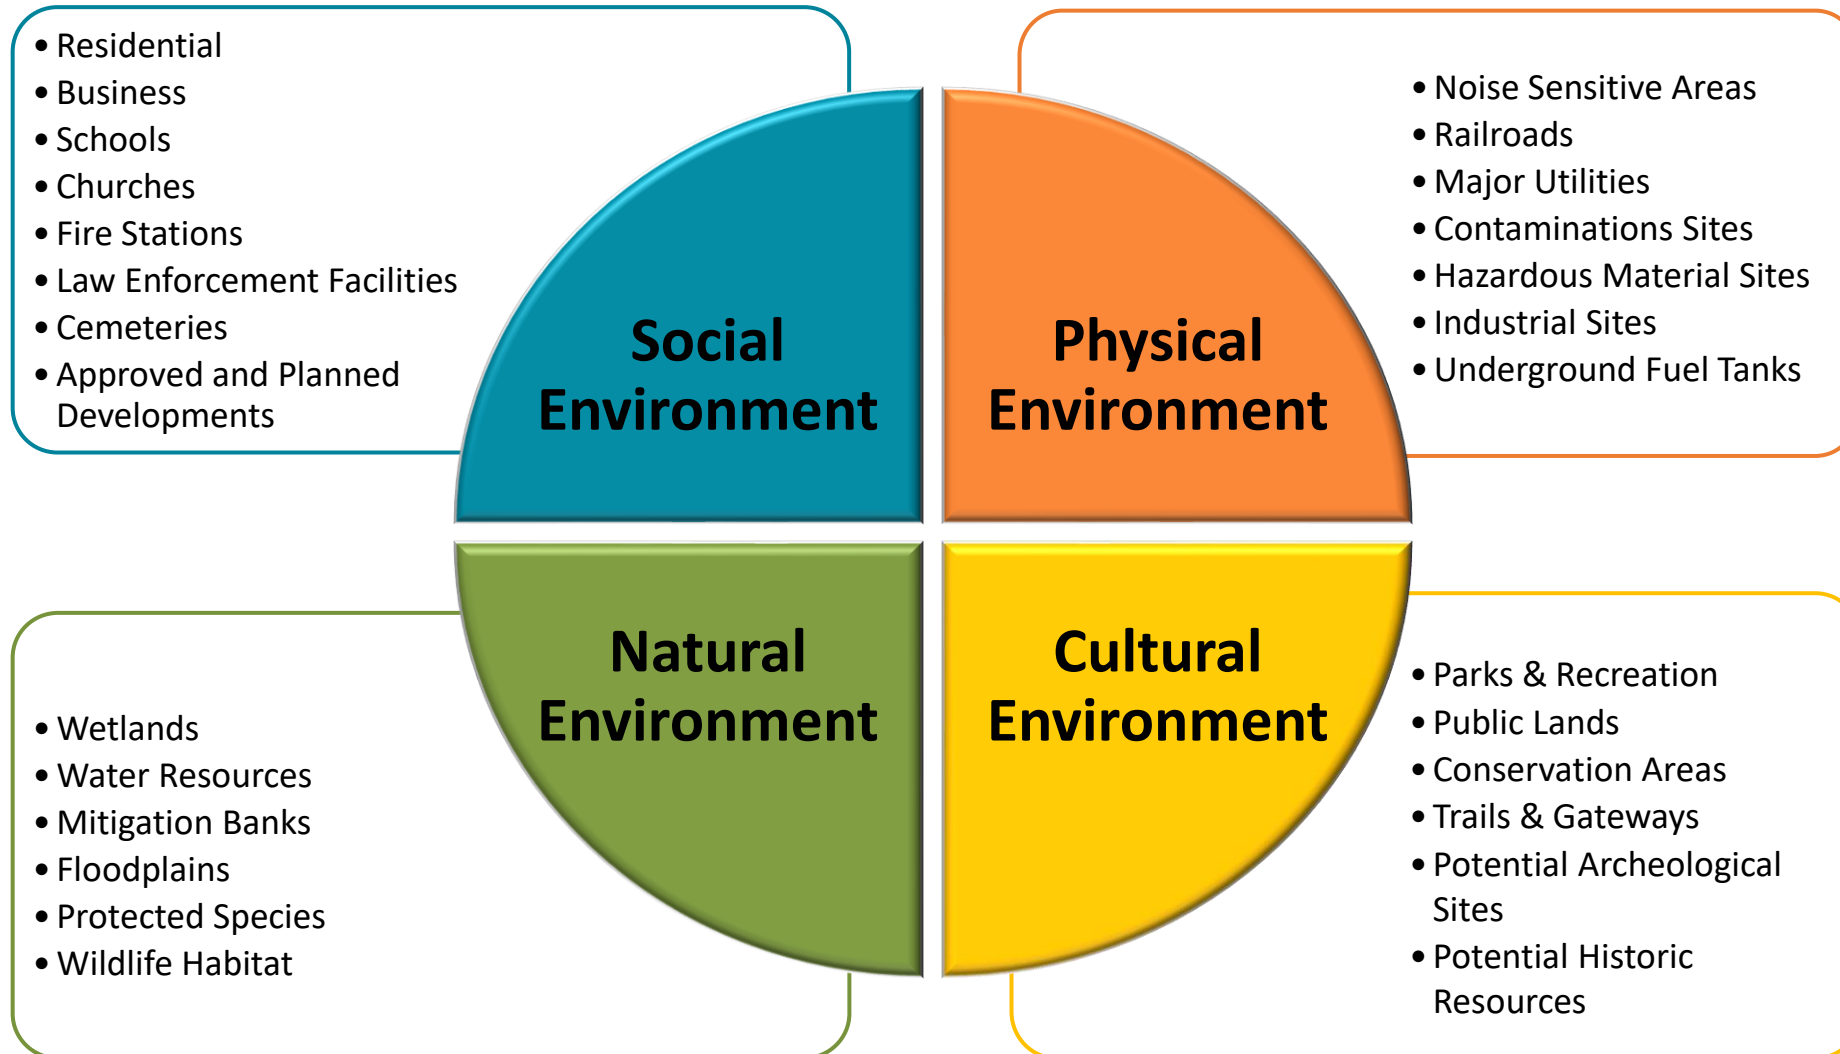 • Residential
• Business
• Schools
• Churches
• Fire Stations
• Law Enforcement Facilities
• Cemeteries
• Approved and Planned
Developments
Social
Environment
• Noise Sensitive Areas
• Railroads
• Major Utilities
• Contaminations Sites
• Hazardous Material Sites
• Industrial Sites
• Underground Fuel Tanks
Physical
Environment
• Wetlands
• Water Resources
• Mitigation Banks
• Floodplains
• Protected Species
• Wildlife Habitat
Natural
Environment
Cultural
Environment
• Parks & Recreation
• Public Lands
• Conservation Areas
• Trails & Gateways
• Potential Archeological
Sites
• Potential Historic
Resources